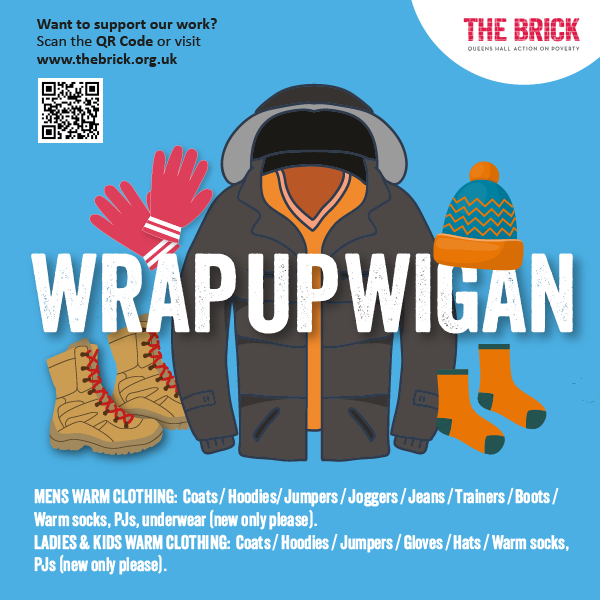 Want to support our work?
Scan the QR Code or visit
www.thebrick.org.uk
THE BRICK
QUEENS HALL ACTION ON POVERTY
WRAP UP WIGAN
MENS WARM CLOTHING: Coats / Hoodies/ Jumpers / Joggers / Jeans / Trainers / Boots /
Warm socks, PJs, underwear (new only please).
LADIES & KIDS WARM CLOTHING: Coats / Hoodies / Jumpers / Gloves / Hats / Warm socks,
PJs (new only please).